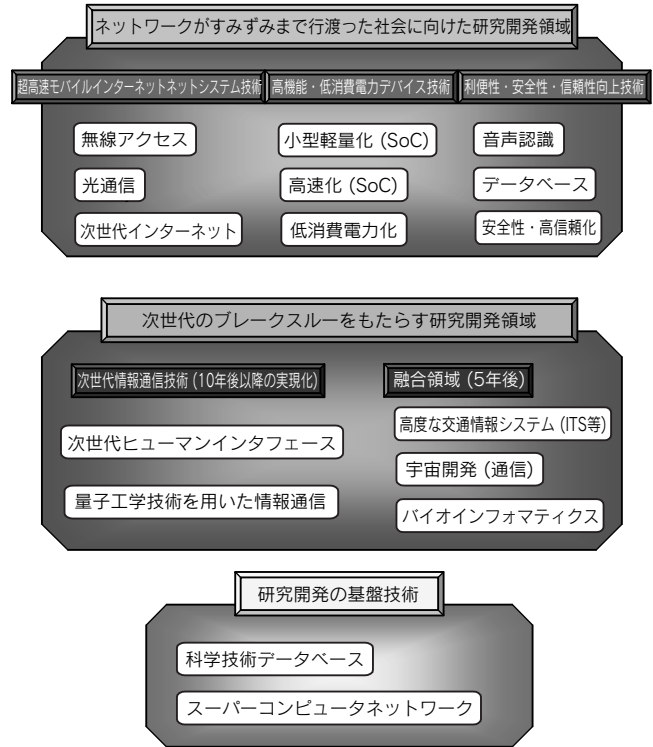 ネットワークがすみずみまで行渡った社会に向けた研究開発領域
超高速モバイルインターネットネットシステム技術 高機能・低消費電力デバイス技術 利便性・安全性・信頼性向上技術
無線アクセス 小型軽量化 (SoC) 音声認識
光通信 高速化 (SoC) データベース
次世代インターネット 低消費電力化 安全性・高信頼化
次世代のブレークスルーをもたらす研究開発領域
次世代情報通信技術 (10年後以降の実現化) 融合領域 (5年後)
次世代ヒューマンインタフェース 高度な交通情報システム (ITS等)
宇宙開発 (通信)
量子工学技術を用いた情報通信 バイオインフォマティクス
研究開発の基盤技術
科学技術データベース
スーパーコンピュータネットワーク